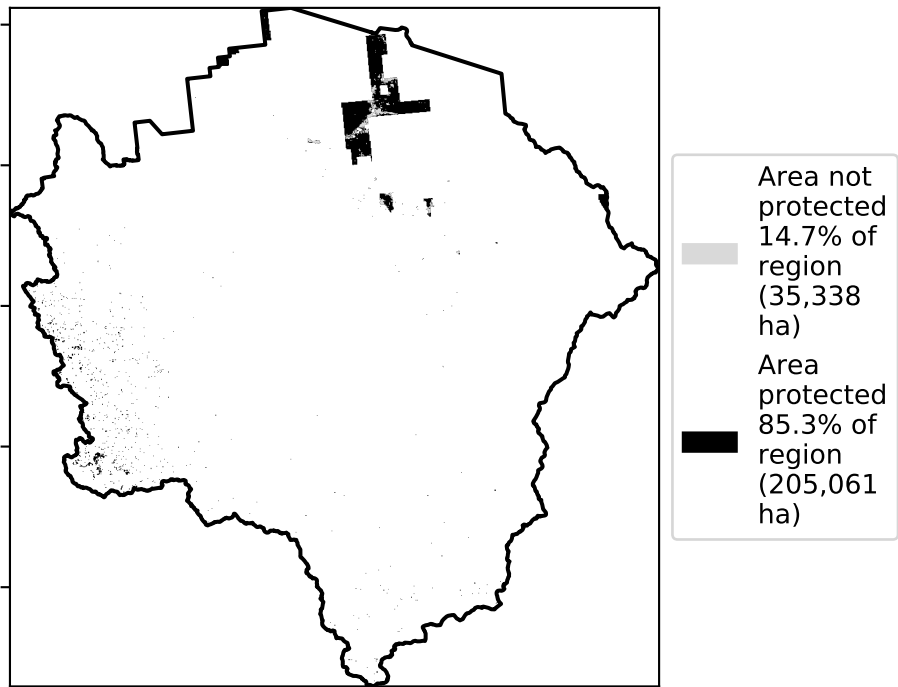 Area not
protected
14.7% of
region
(35,338
ha)
Area
protected
85.3% of
region
(205,061
ha)